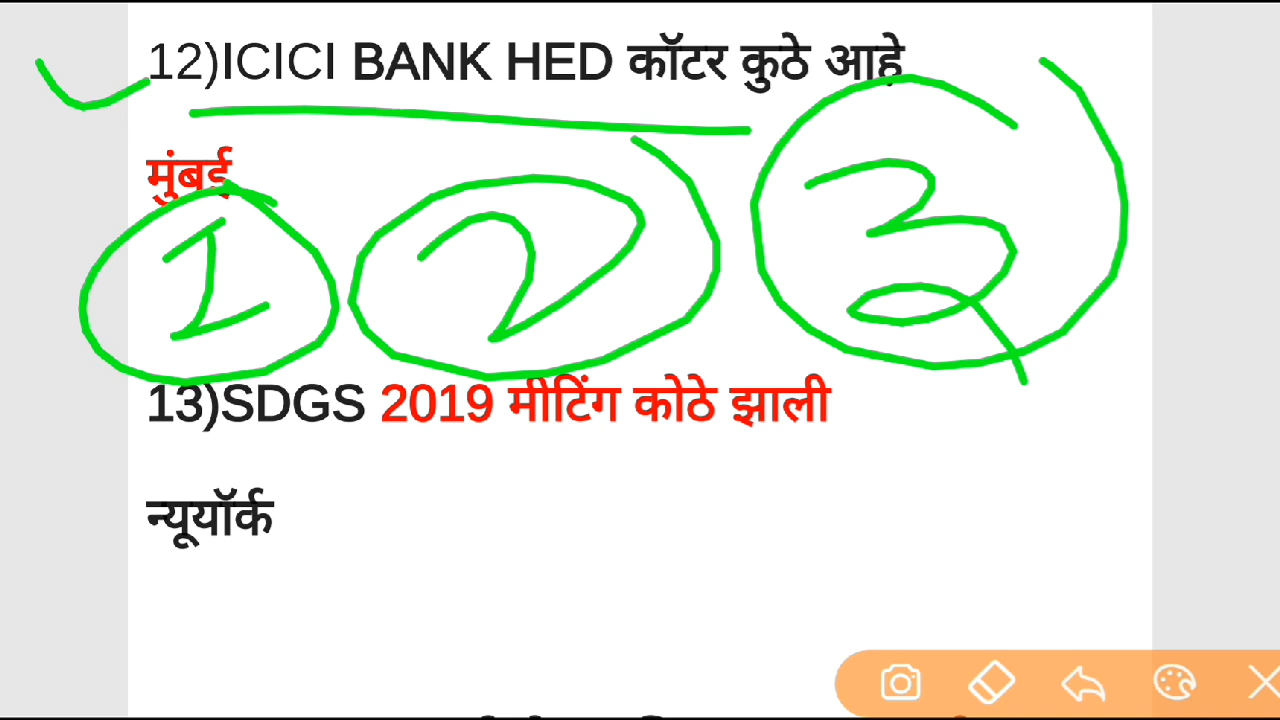 12)ICICI BANK HED कॉटर कुठे आहे
मुंबई
1 2 3
13)SDGS 2019 मीटिंग कोठे झाली
न्यूयॉर्क